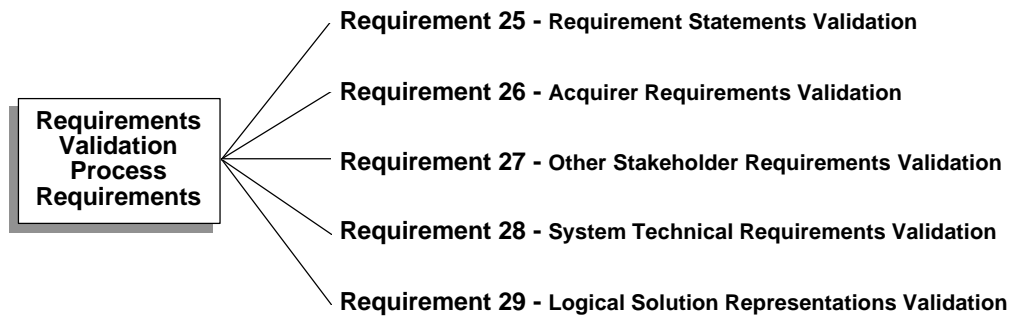 Requirement 25 - Requirement Statements Validation
Requirement 26 - Acquirer Requirements Validation
Requirements
Validation
Process
Requirements
Requirement 27 - Other Stakeholder Requirements Validation
Requirement 28 - System Technical Requirements Validation
Requirement 29 - Logical Solution Representations Validation